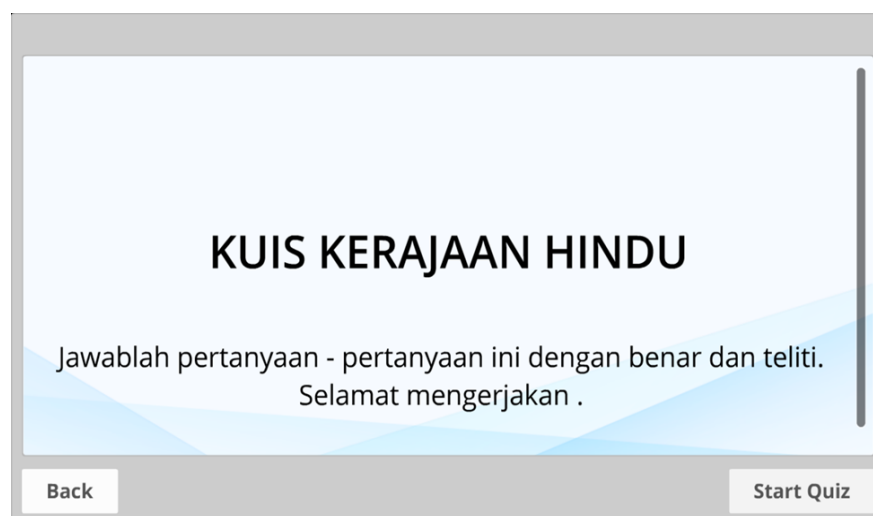 KUIS KERAJAAN HINDU
Jawablah pertanyaan - pertanyaan ini dengan benar dan teliti.
Selamat mengerjakan .
Back
Start Quiz